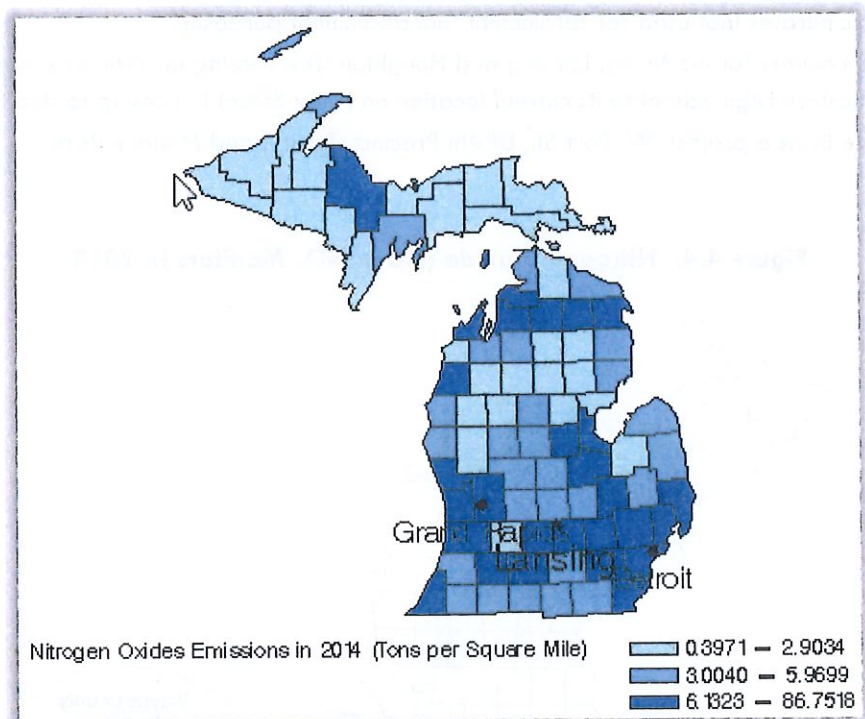 Grand Rapids
Lansing
Detroit
Nitrogen Oxides Emissions in 2014 (Tons per Square Mile)
0.3971 – 2.9034
3.0040 – 5.9699
6.1323 – 86.7518